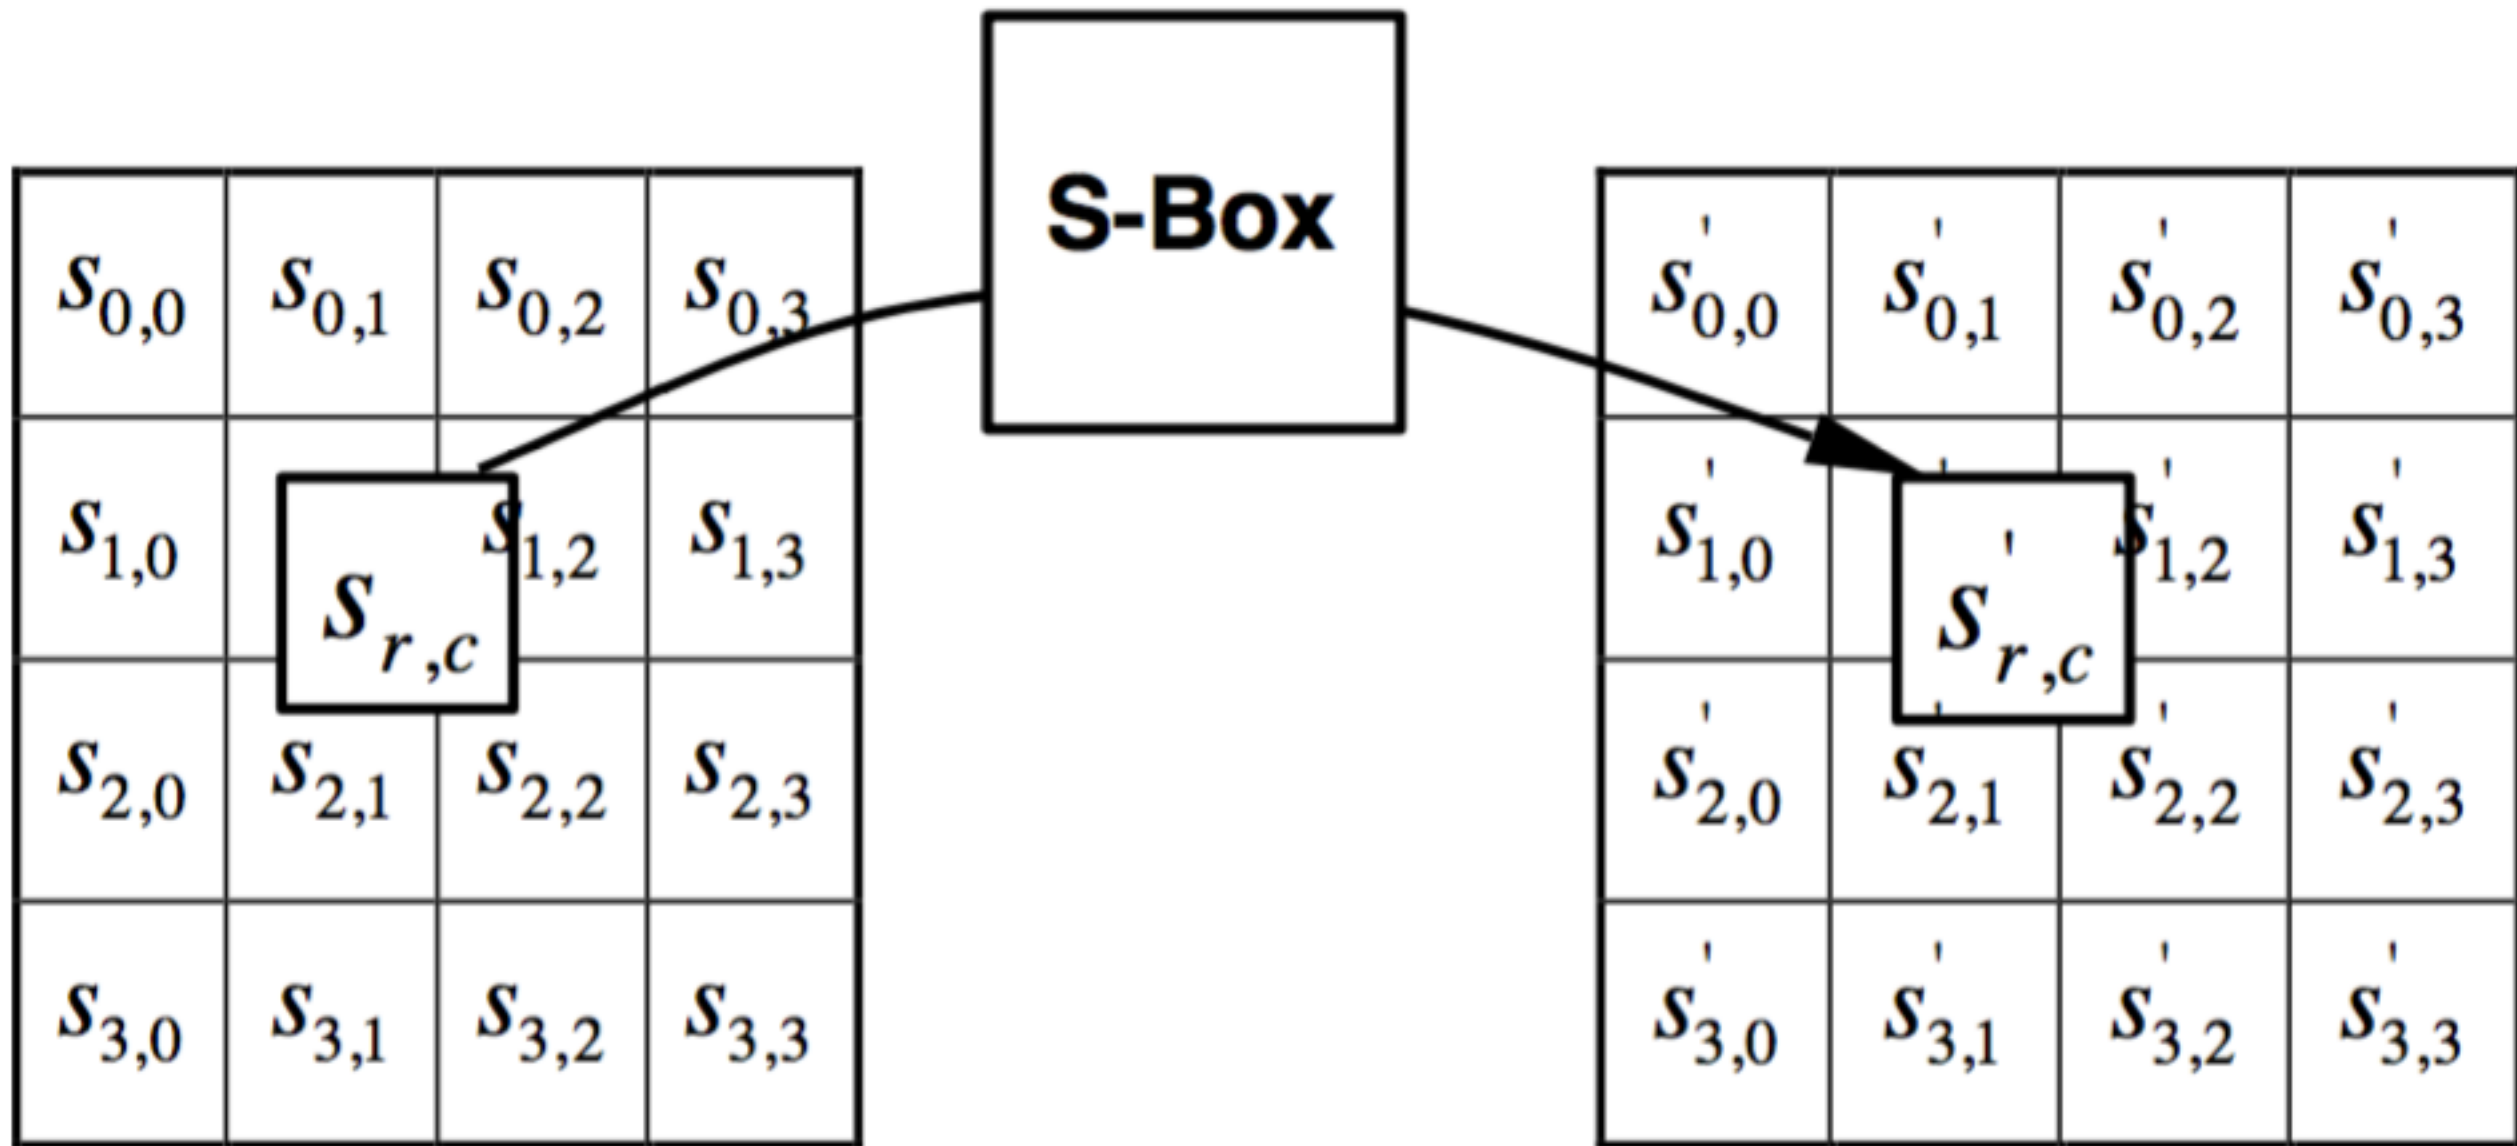 S-Box
s0,0 s0,1 s0,2 s0,3
s1,0 s1,2 s1,3
sr,c
s2,0 s2,1 s2,2 s2,3
s3,0 s3,1 s3,2 s3,3
s'0,0 s'0,1 s'0,2 s'0,3
s'1,0 s'1,2 s'1,3
s'r,c
s'2,0 s'2,1 s'2,2 s'2,3
s'3,0 s'3,1 s'3,2 s'3,3